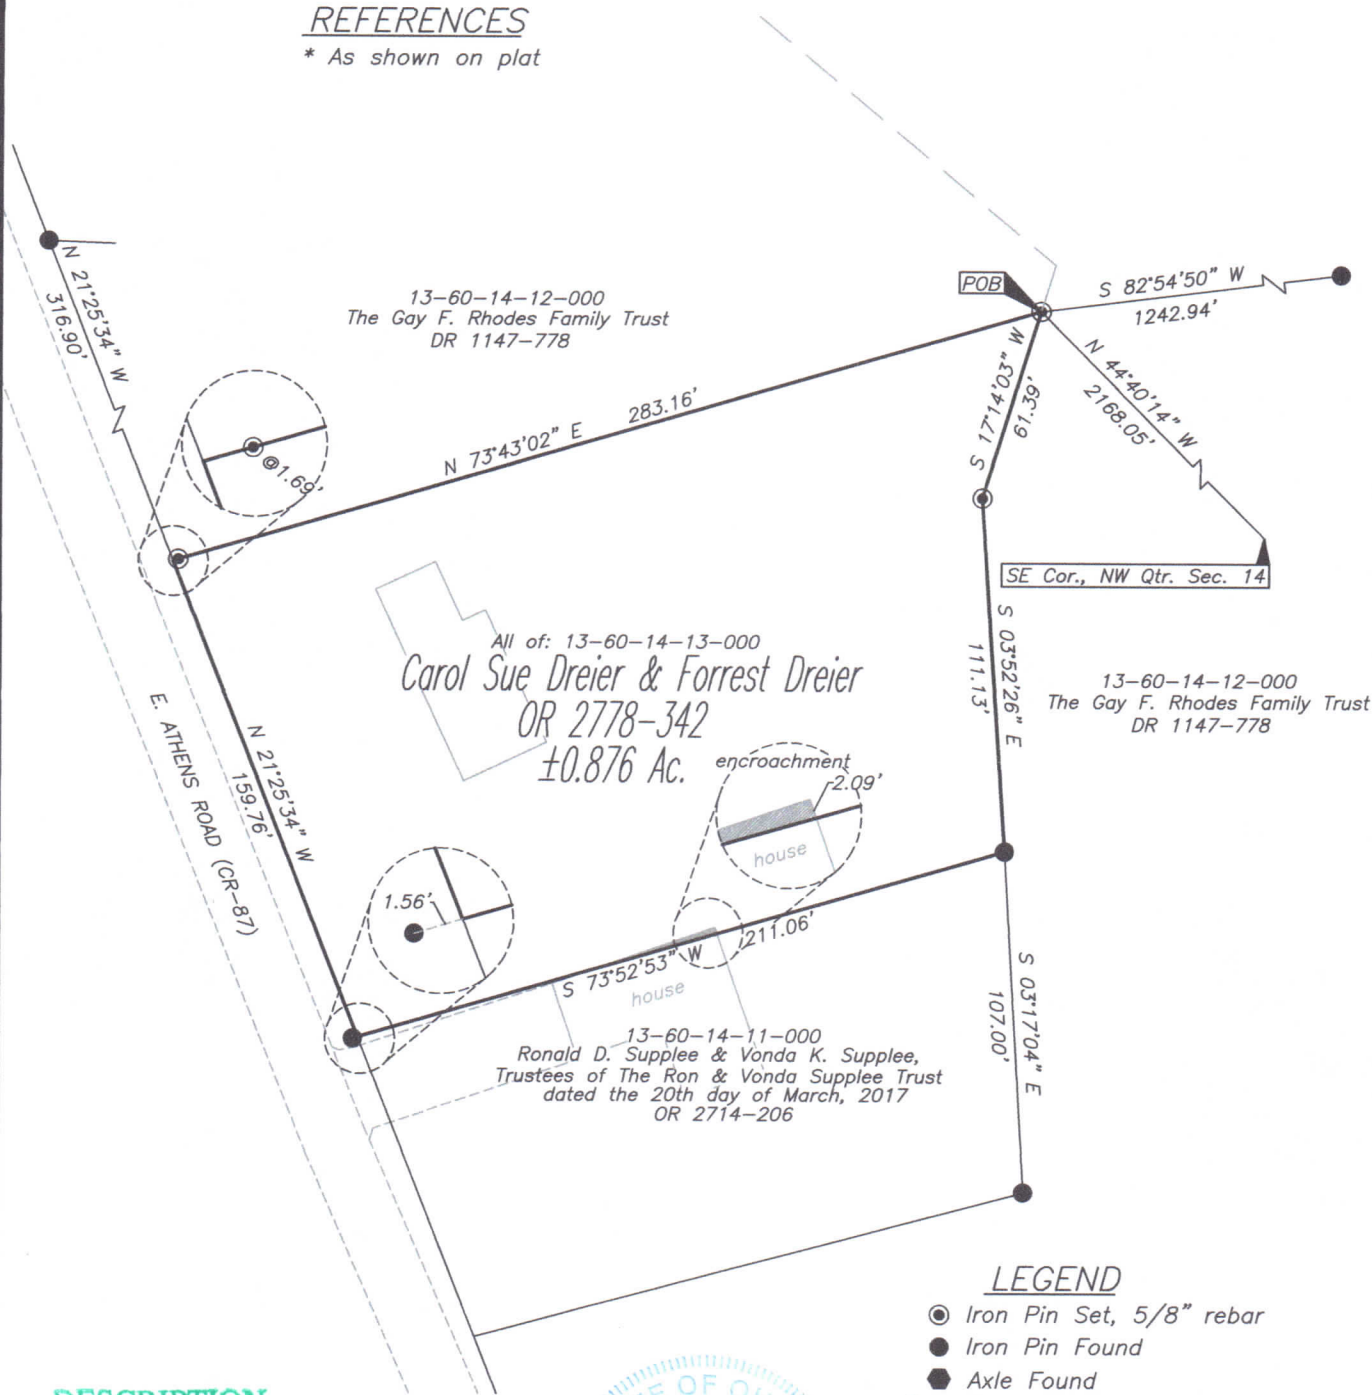 REFERENCES
* As shown on plat
N 21°25'34" W
316.90'
13-60-14-12-000
The Gay F. Rhodes Family Trust
DR 1147-778
POB
S 82°54'50" W
1242.94'
N 44°40'14" W
2168.05'
S 17°14'03" W
61.39'
283.16'
N 73°43'02" E
@1.69'
SE Cor., NW Qtr. Sec. 14
All of: 13-60-14-13-000
Carol Sue Dreier & Forrest Dreier
OR 2778-342
±0.876 Ac.
S 03°52'26" E
111.13'
13-60-14-12-000
The Gay F. Rhodes Family Trust
DR 1147-778
E. ATHENS ROAD (CR-87)
N 21°25'34" W
159.76'
encroachment
2.09'
house
1.56'
211.06'
S 73°52'53" W
house
S 03°17'04" E
107.00'
13-60-14-11-000
Ronald D. Supplee & Vonda K. Supplee,
Trustees of The Ron & Vonda Supplee Trust
dated the 20th day of March, 2017
OR 2714-206
LEGEND
Iron Pin Set, 5/8" rebar
Iron Pin Found
Axle Found
DESCRIPTION
OF